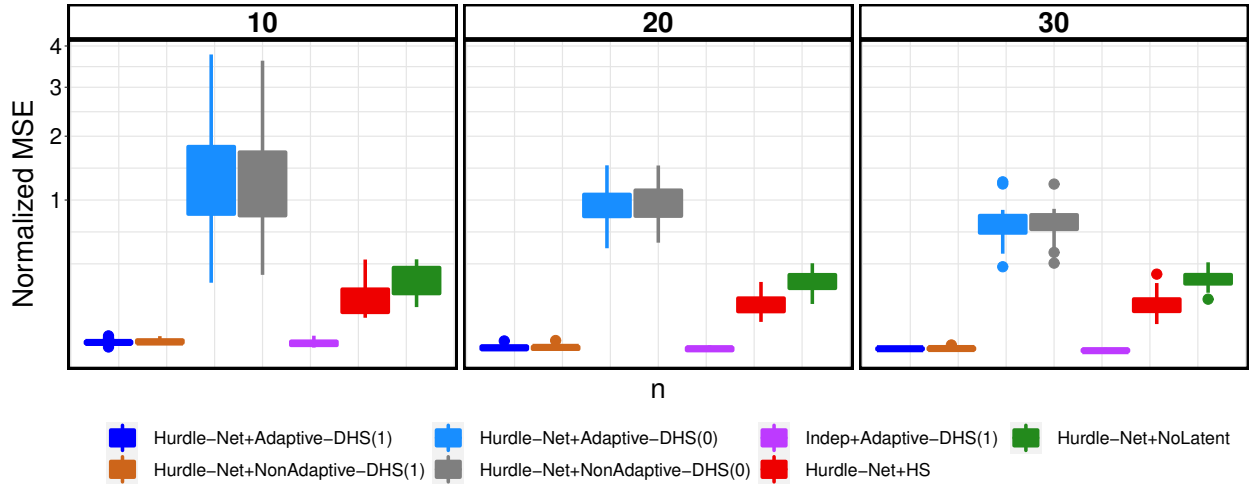 10 20 30
4
3
2
1
Normalized MSE
n
Hurdle−Net+Adaptive−DHS(1) Hurdle−Net+Adaptive−DHS(0) Indep+Adaptive−DHS(1) Hurdle−Net+NoLatent
Hurdle−Net+NonAdaptive−DHS(1) Hurdle−Net+NonAdaptive−DHS(0) Hurdle−Net+HS